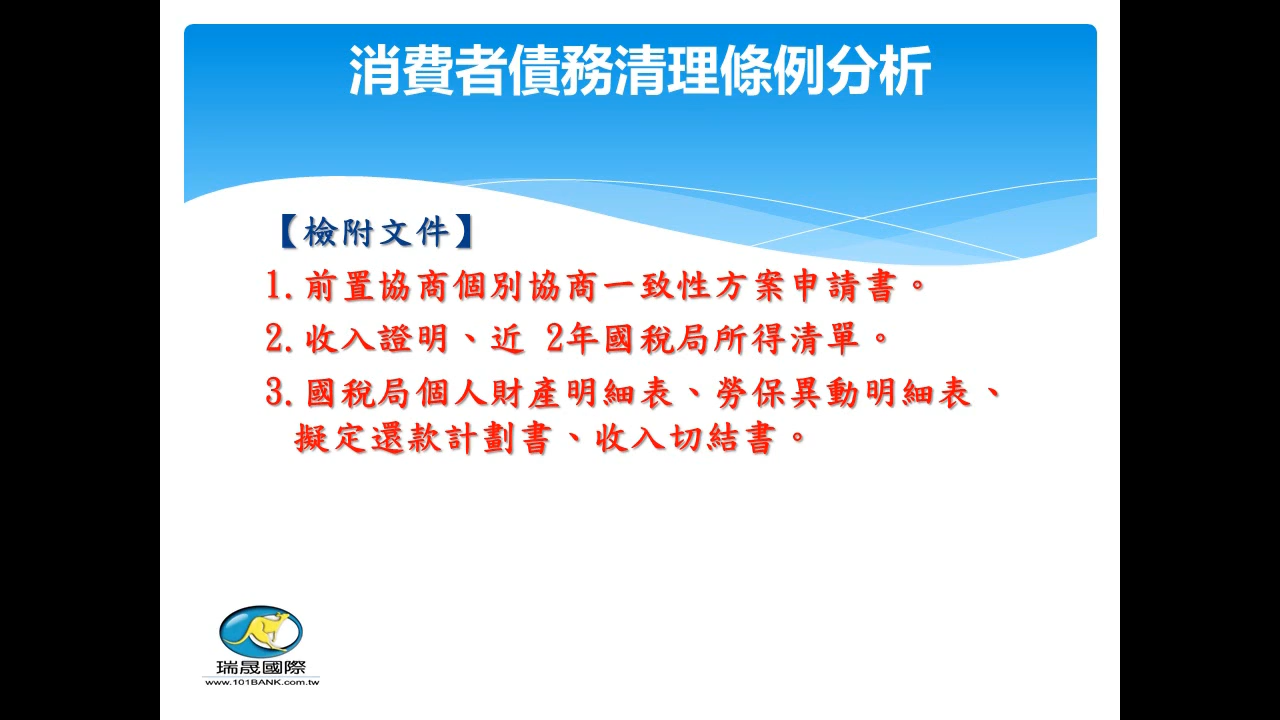 消費者債務清理條例分析
【檢附文件】
1.前置協商個別協商一致性方案申請書。
2.收入證明、近 2年國稅局所得清單。
3.國稅局個人財產明細表、勞保異動明細表、
擬定還款計劃書、收入切結書。
瑞晟國際
www.101BANK.com.tw